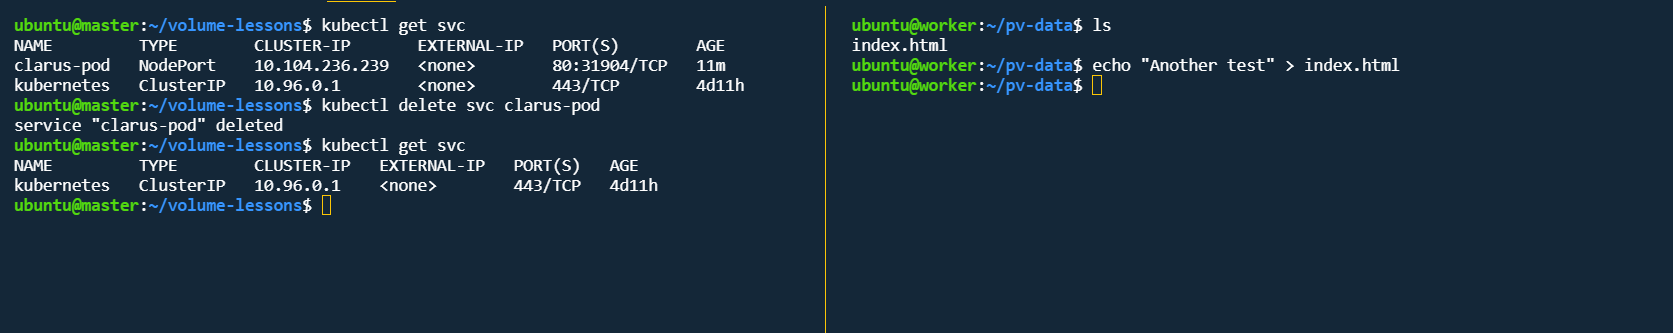 ubuntu@master:~/volume-lessons$ kubectl get svc
NAME         TYPE        CLUSTER-IP       EXTERNAL-IP   PORT(S)        AGE
clarus-pod   NodePort    10.104.236.239   <none>        80:31904/TCP   11m
kubernetes   ClusterIP   10.96.0.1        <none>        443/TCP        4d11h
ubuntu@master:~/volume-lessons$ kubectl delete svc clarus-pod
service "clarus-pod" deleted
ubuntu@master:~/volume-lessons$ kubectl get svc
NAME         TYPE        CLUSTER-IP   EXTERNAL-IP   PORT(S)   AGE
kubernetes   ClusterIP   10.96.0.1    <none>        443/TCP   4d11h
ubuntu@master:~/volume-lessons$
ubuntu@worker:~/pv-data$ ls
index.html
ubuntu@worker:~/pv-data$ echo "Another test" > index.html
ubuntu@worker:~/pv-data$